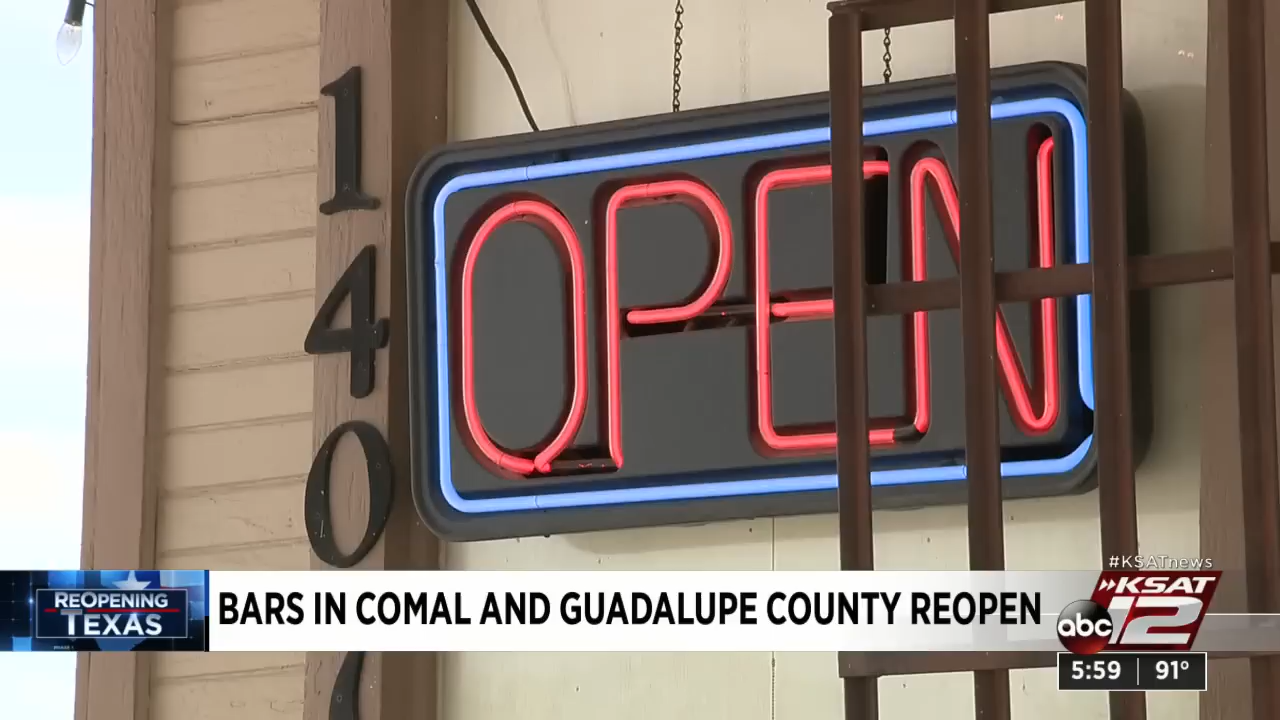 1
4
0
OPEN
#KSATnews
REOPENING
TEXAS
BARS IN COMAL AND GUADALUPE COUNTY REOPEN
KSAT
abc 12
5:59 91°